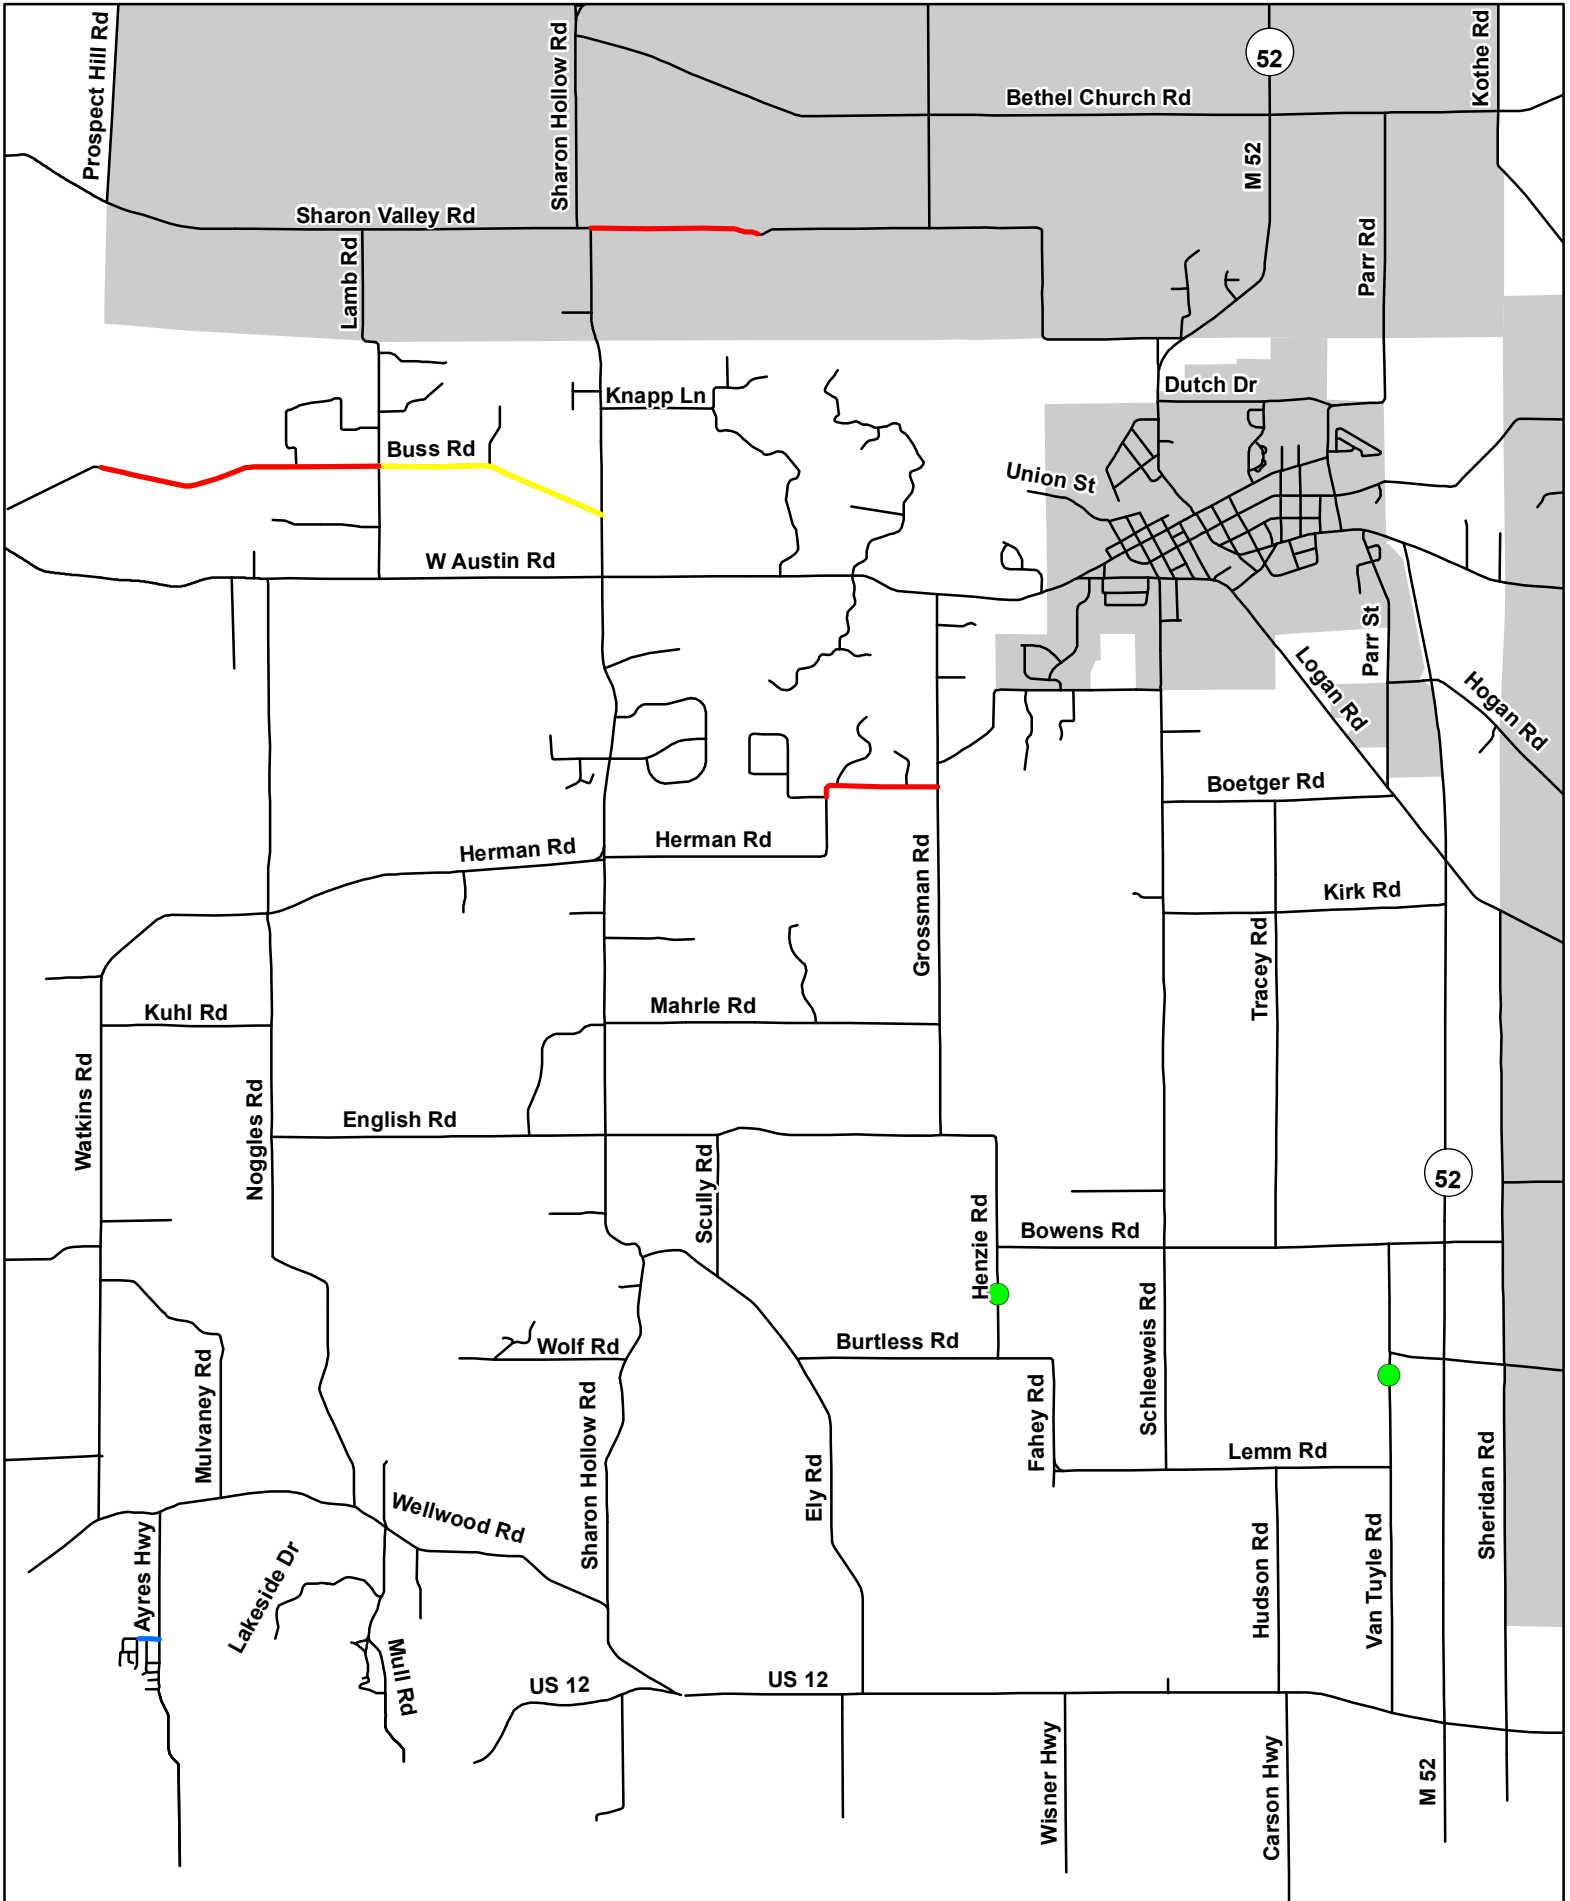 Prospect Hill Rd
Sharon Hollow Rd
52
Kothe Rd
Bethel Church Rd
M 52
Sharon Valley Rd
Lamb Rd
Parr Rd
Knapp Ln
Dutch Dr
Buss Rd
Union St
W Austin Rd
Parr St
Logan Rd
Hogan Rd
Boetger Rd
Herman Rd
Herman Rd
Grossman Rd
Kirk Rd
Tracey Rd
Kuhl Rd
Mahrle Rd
Watkins Rd
Noggles Rd
English Rd
Scully Rd
52
Henzie Rd
Bowens Rd
Schleeweis Rd
Wolf Rd
Burtless Rd
Mulvaney Rd
Sharon Hollow Rd
Fahey Rd
Ely Rd
Lemm Rd
Sheridan Rd
Wellwood Rd
Ayres Hwy
Lakeside Dr
Hudson Rd
Van Tuyle Rd
Mull Rd
US 12
US 12
Wisner Hwy
Carson Hwy
M 52